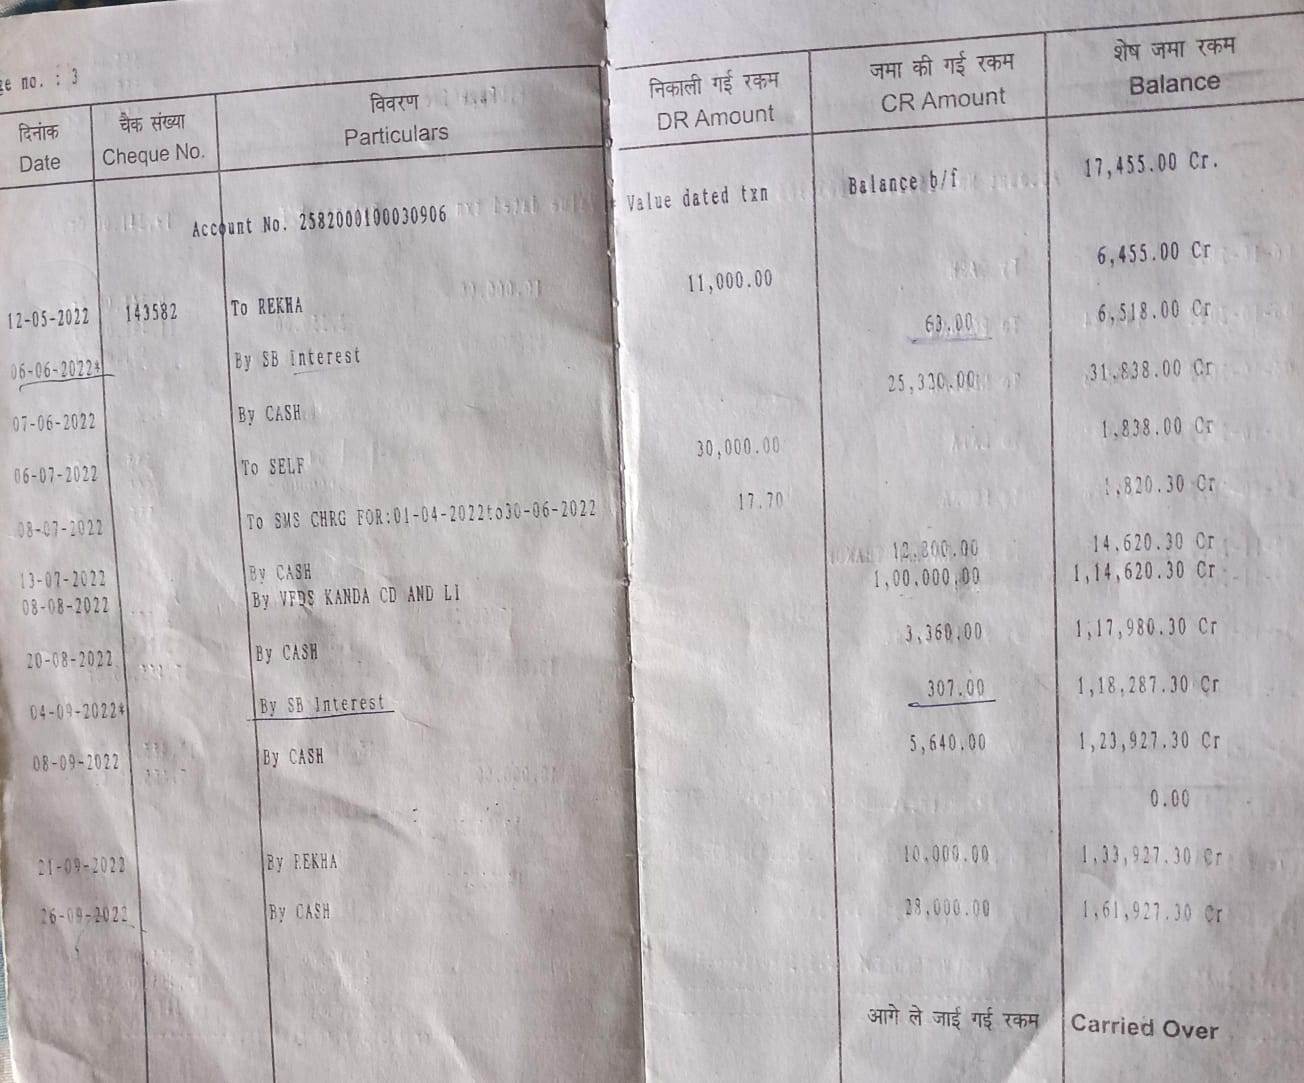 ge no. : 3
दिनांक चैक संख्या विवरण निकाली गई रकम जमा की गई रकम शेष जमा रकम
Date Cheque No. Particulars DR Amount CR Amount Balance
Account No. 2582000100030906 Value dated txn Balance b/f 17,455.00 Cr.
12-05-2022 143582 To REKHA 11,000.00 6,455.00 Cr
06-06-2022* By SB Interest 63.00 6,518.00 Cr
07-06-2022 By CASH 25,320.00 31,838.00 Cr
06-07-2022 To SELF 30,000.00 1,838.00 Cr
08-07-2022 To SMS CHRG FOR:01-04-2022to30-06-2022 17.70 1,820.30 Cr
13-07-2022 By CASH 12,800.00 14,620.30 Cr
08-08-2022 By VFDS KANDA CD AND LI 1,00,000.00 1,14,620.30 Cr
20-08-2022 By CASH 3,360.00 1,17,980.30 Cr
04-09-2022* By SB Interest 307.00 1,18,287.30 Cr
08-09-2022 By CASH 5,640.00 1,23,927.30 Cr
0.00
21-09-2022 By REKHA 10,000.00 1,33,927.30 Cr
26-09-2022 By CASH 28,000.00 1,61,927.30 Cr
आगे ले जाई गई रकम Carried Over